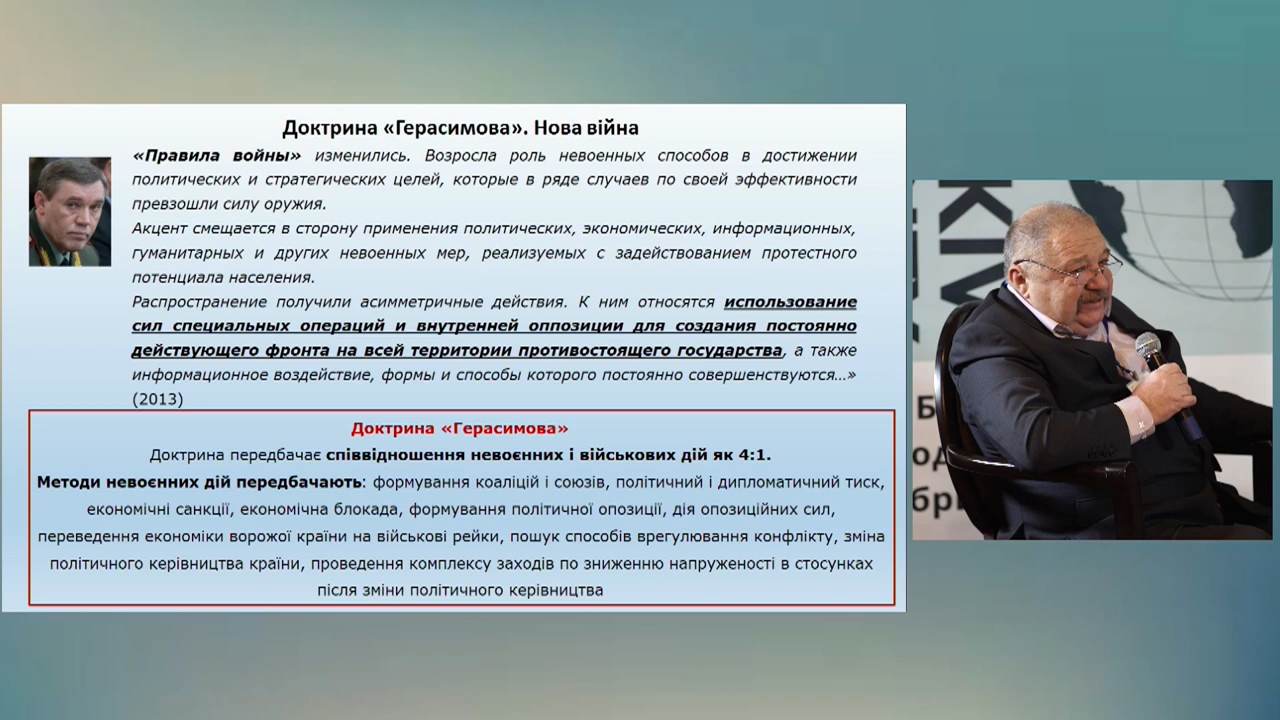 Доктрина «Герасимова». Нова війна
«Правила войны» изменились. Возросла роль невоенных способов в достижении
политических и стратегических целей, которые в ряде случаев по своей эффективности
превзошли силу оружия.
Акцент смещается в сторону применения политических, экономических, информационных,
гуманитарных и других невоенных мер, реализуемых с задействованием протестного
потенциала населения.
Распространение получили асимметричные действия. К ним относятся использование
сил специальных операций и внутренней оппозиции для создания постоянно
действующего фронта на всей территории противостоящего государства, а также
информационное воздействие, формы и способы которого постоянно совершенствуются…»
(2013)
Доктрина «Герасимова»
Доктрина передбачає співвідношення невоєнних і військових дій як 4:1.
Методи невоєнних дій передбачають: формування коаліцій і союзів, політичний і дипломатичний тиск,
економічні санкції, економічна блокада, формування політичної опозиції, дія опозиційних сил,
переведення економіки ворожої країни на військові рейки, пошук способів врегулювання конфлікту, зміна
політичного керівництва країни, проведення комплексу заходів по зниженню напруженості в стосунках
після зміни політичного керівництва